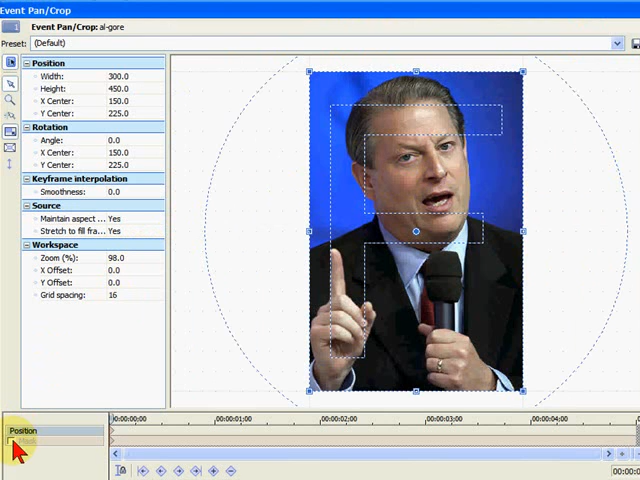 Event Pan/Crop
Event Pan/Crop: al-gore
Preset: (Default)
Position
Width: 300.0
Height: 450.0
X Center: 150.0
Y Center: 225.0
Rotation
Angle: 0.0
X Center: 150.0
Y Center: 225.0
Keyframe interpolation
Smoothness: 0.0
Source
Maintain aspect ... Yes
Stretch to fill fra... Yes
Workspace
Zoom (%): 98.0
X Offset: 0.0
Y Offset: 0.0
Grid spacing: 16
00:00:00;00 00:00:01;00 00:00:02;00 00:00:03;00 00:00:04;00
Position
Mask
00:00:0